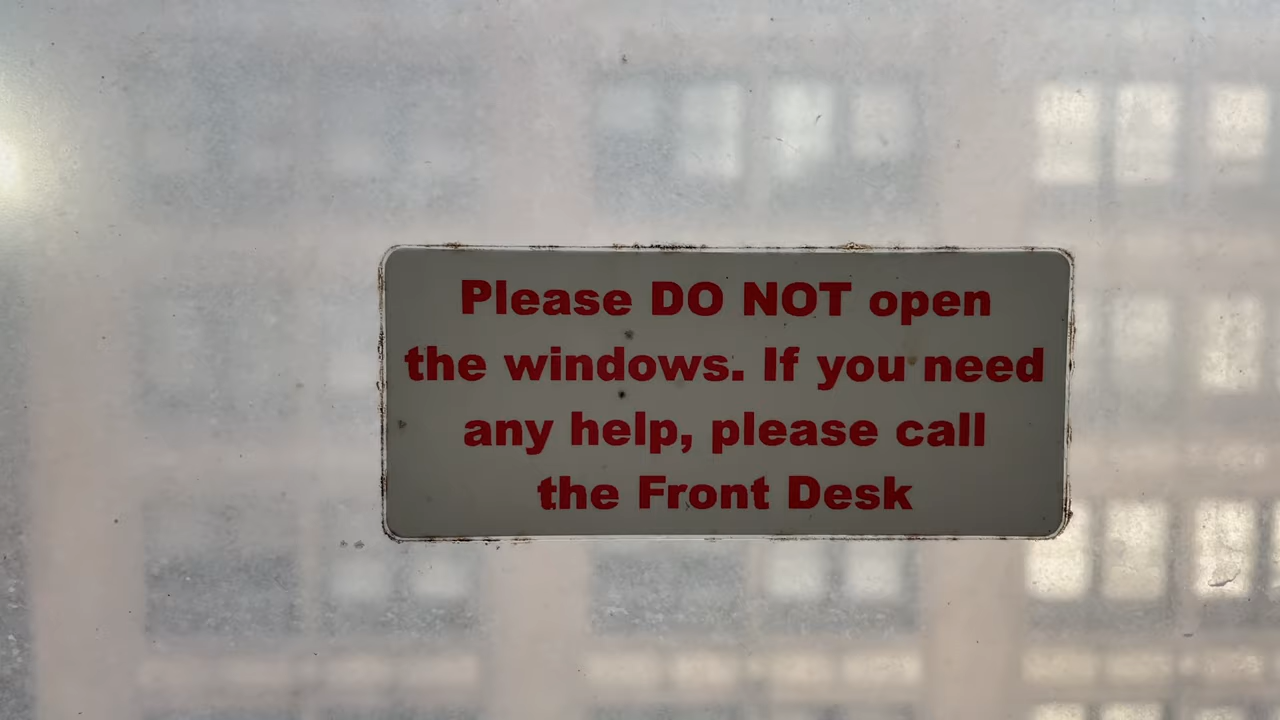 Please DO NOT open
the windows. If you need
any help, please call
the Front Desk